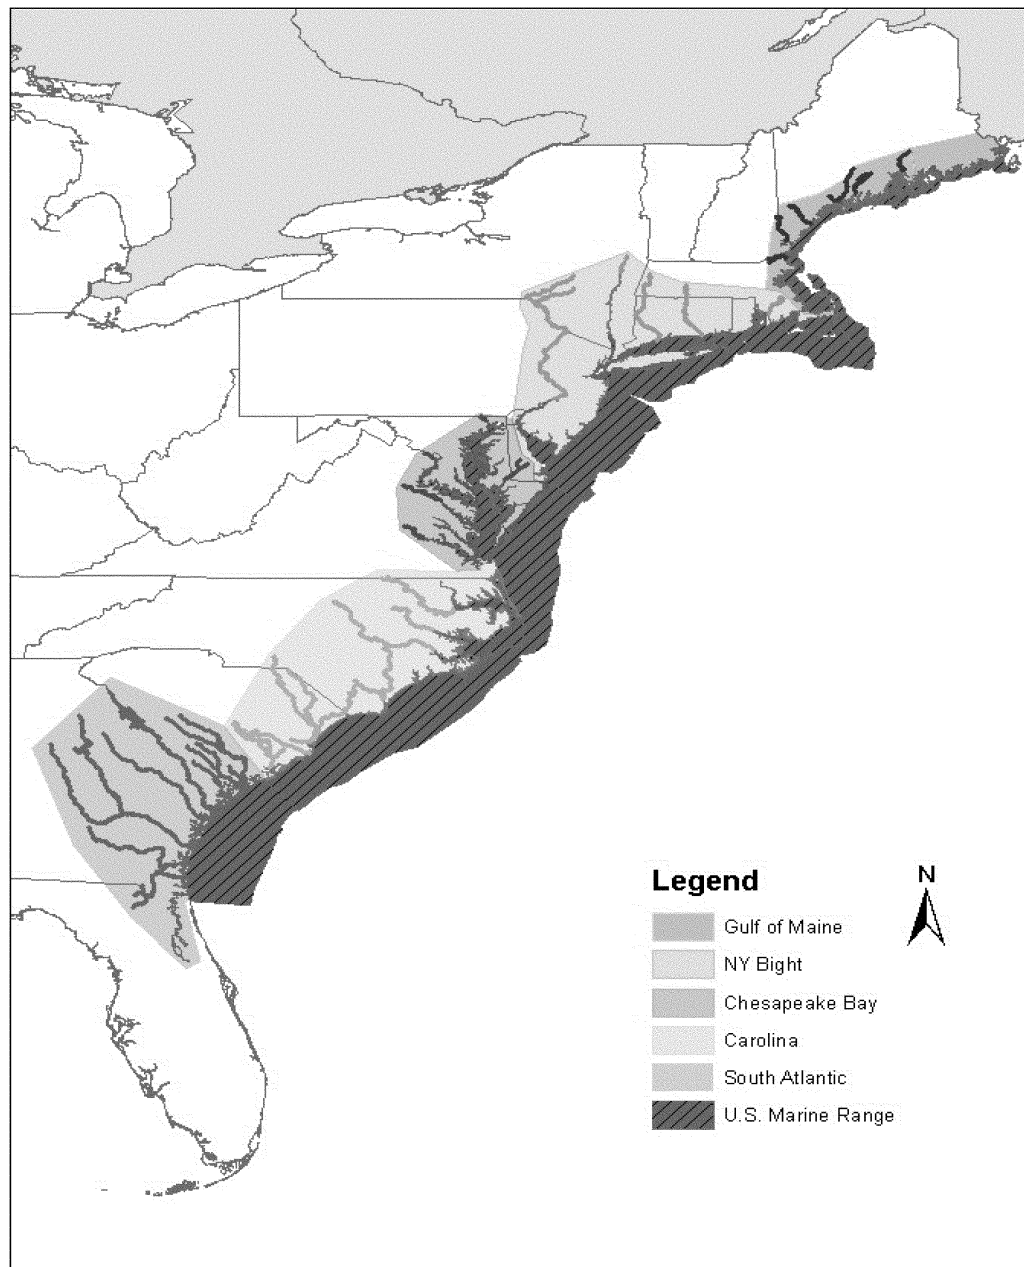 N
Legend
Gulf of Maine
NY Bight
Chesapeake Bay
Carolina
South Atlantic
U.S. Marine Range